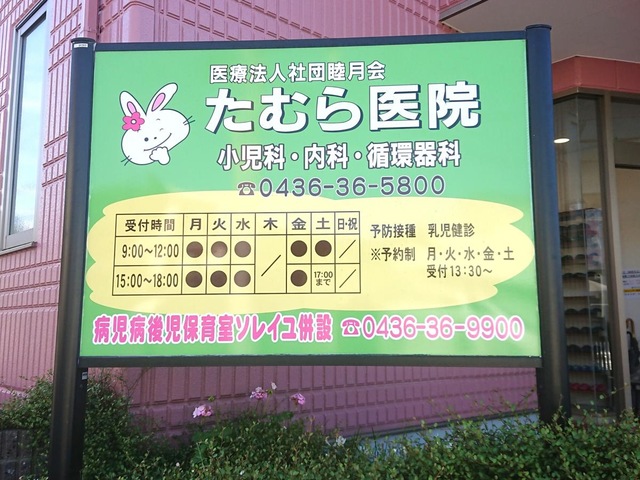 医療法人社団睦月会
たむら医院
小児科・内科・循環器科
☎0436-36-5800
受付時間 月 火 水 木 金 土 日・祝
9:00〜12:00 ● ● ● ／ ● ● ／
15:00〜18:00 ● ● ● ● 17:00まで ／
予防接種 乳児健診
※予約制 月・火・水・金・土
受付13:30〜
病児病後児保育室ソレイユ併設 ☎0436-36-9900